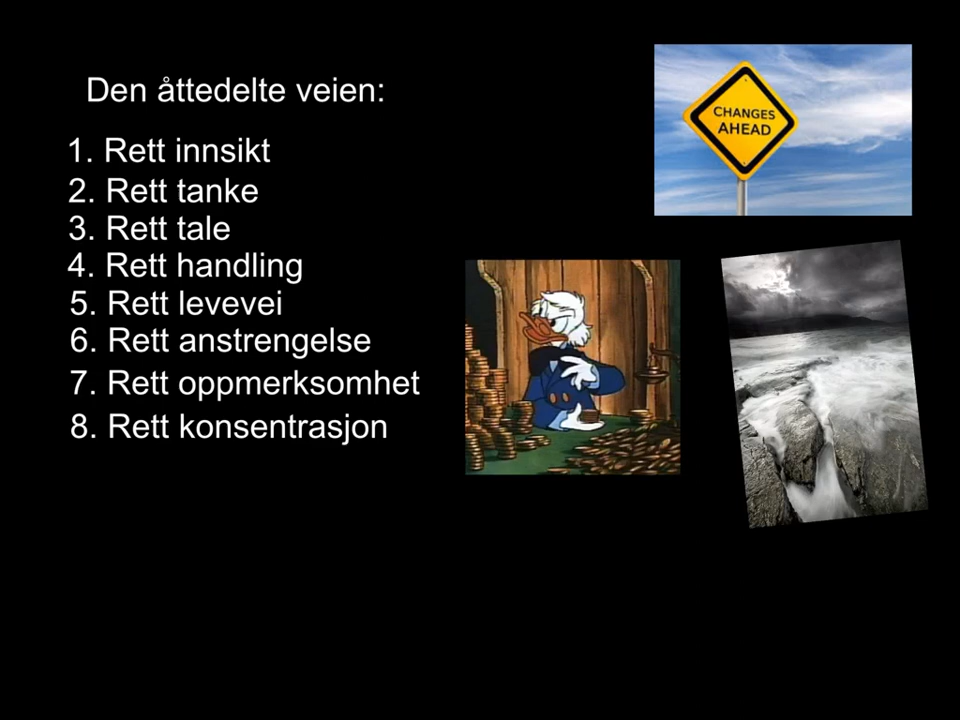 Den åttedelte veien:
1. Rett innsikt
2. Rett tanke
3. Rett tale
4. Rett handling
5. Rett levevei
6. Rett anstrengelse
7. Rett oppmerksomhet
8. Rett konsentrasjon
CHANGES
AHEAD